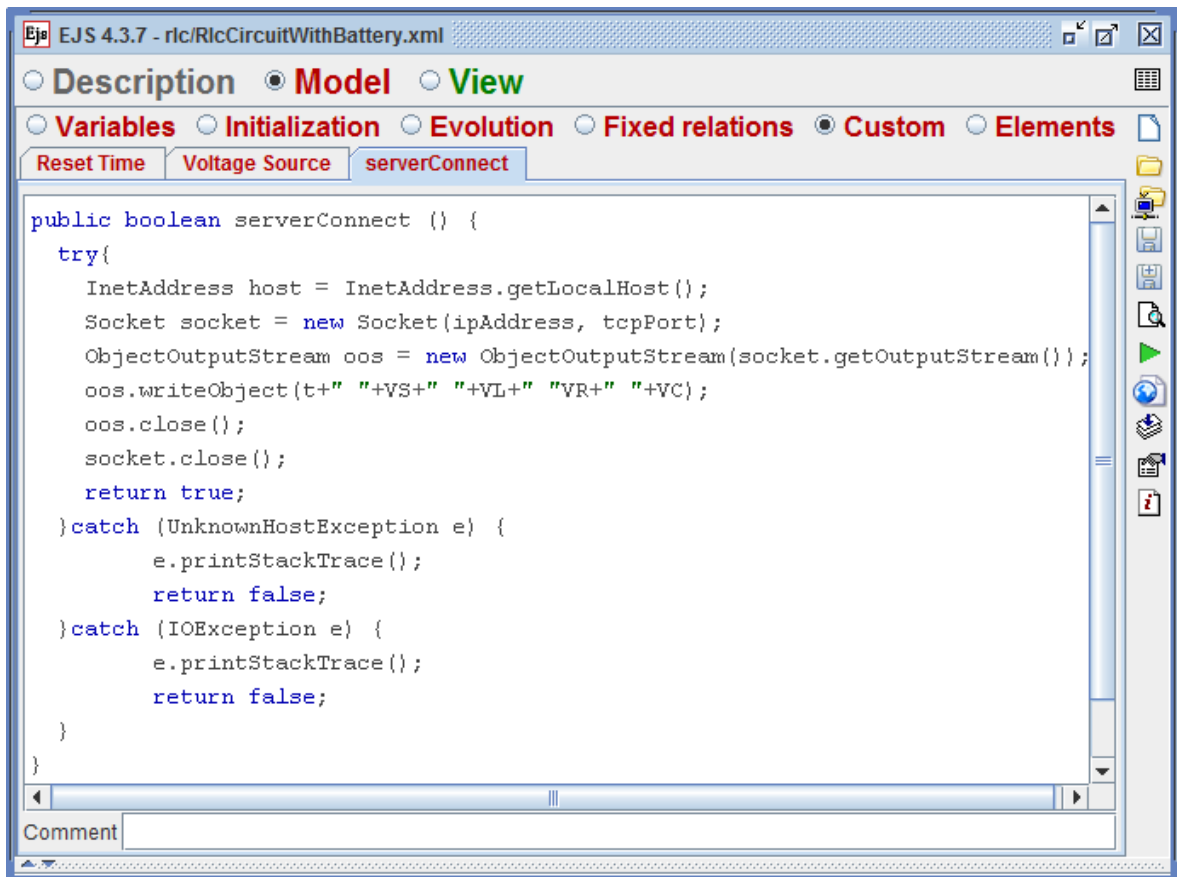 Ejs EJS 4.3.7 - rlc/RlcCircuitWithBattery.xml
Description Model View
Variables Initialization Evolution Fixed relations Custom Elements
Reset Time Voltage Source serverConnect
public boolean serverConnect () {
try{
InetAddress host = InetAddress.getLocalHost();
Socket socket = new Socket(ipAddress, tcpPort);
ObjectOutputStream oos = new ObjectOutputStream(socket.getOutputStream());
oos.writeObject(t+" "+VS+" "+VL+" "VR+" "+VC);
oos.close();
socket.close();
return true;
}catch (UnknownHostException e) {
e.printStackTrace();
return false;
}catch (IOException e) {
e.printStackTrace();
return false;
}
}
Comment